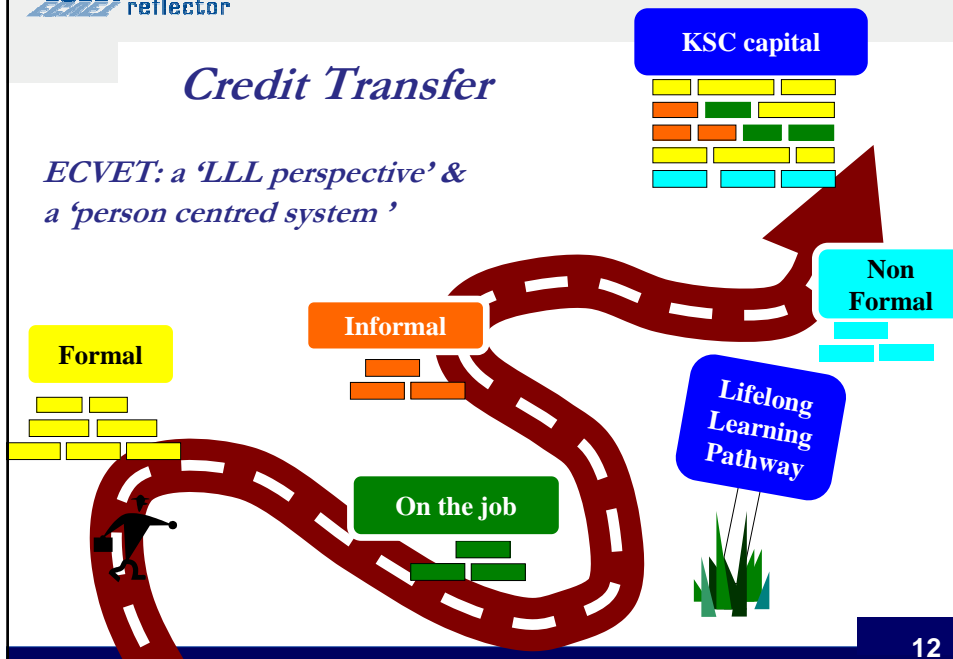 reflector
Credit Transfer
KSC capital
ECVET: a ‘LLL perspective’ &
a ‘person centred system ’
Non
Formal
Informal
Formal
Lifelong
Learning
Pathway
On the job
12